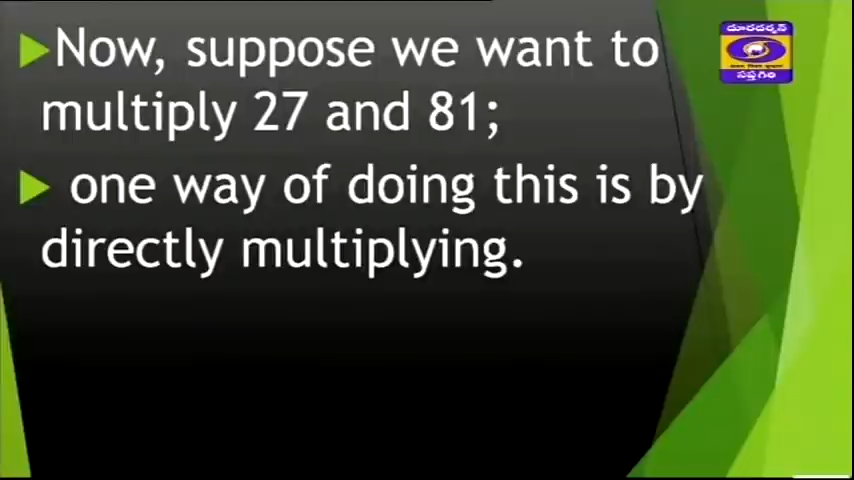 Now, suppose we want to
multiply 27 and 81;
one way of doing this is by
directly multiplying.
దూరదర్శన్
సప్తగిరి